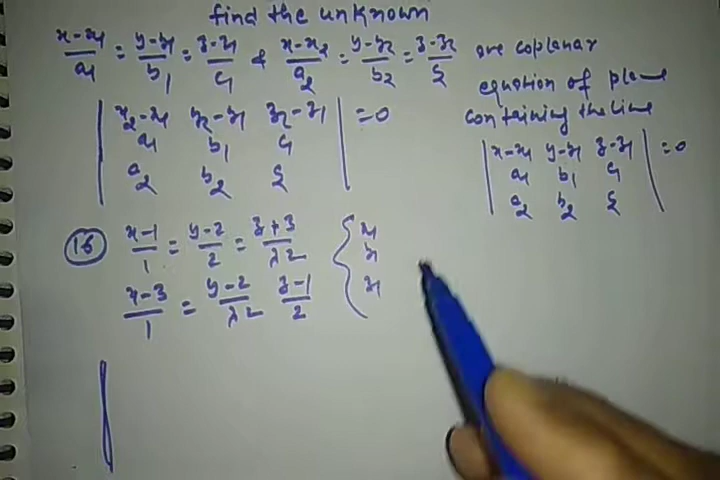 find the unknown
x-x1/a1 = y-y1/b1 = z-z1/c1 & x-x2/a2 = y-y2/b2 = z-z2/c2 are coplanar
| x2-x1 y2-y1 z2-z1 |
| a1 b1 c1 | = 0
| a2 b2 c2 |
equation of plane
containing the line
| x-x1 y-y1 z-z1 | = 0
| a1 b1 c1 |
| a2 b2 c2 |
16 x-1/1 = y-2/2 = z+3/λ2 { x1
y1
x-3/1 = y-2/λ2 z-1/2 z1